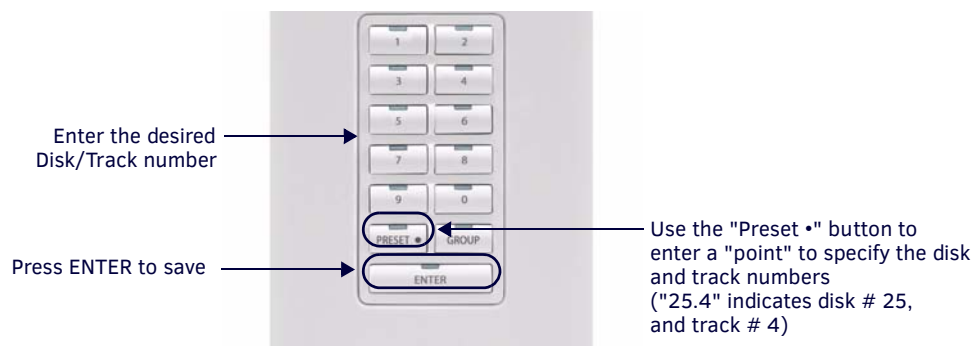 1 2
3 4
5 6
7 8
9 0
PRESET • GROUP
ENTER
Enter the desired
Disk/Track number
Press ENTER to save
Use the "Preset •" button to
enter a "point" to specify the disk
and track numbers
("25.4" indicates disk # 25,
and track # 4)